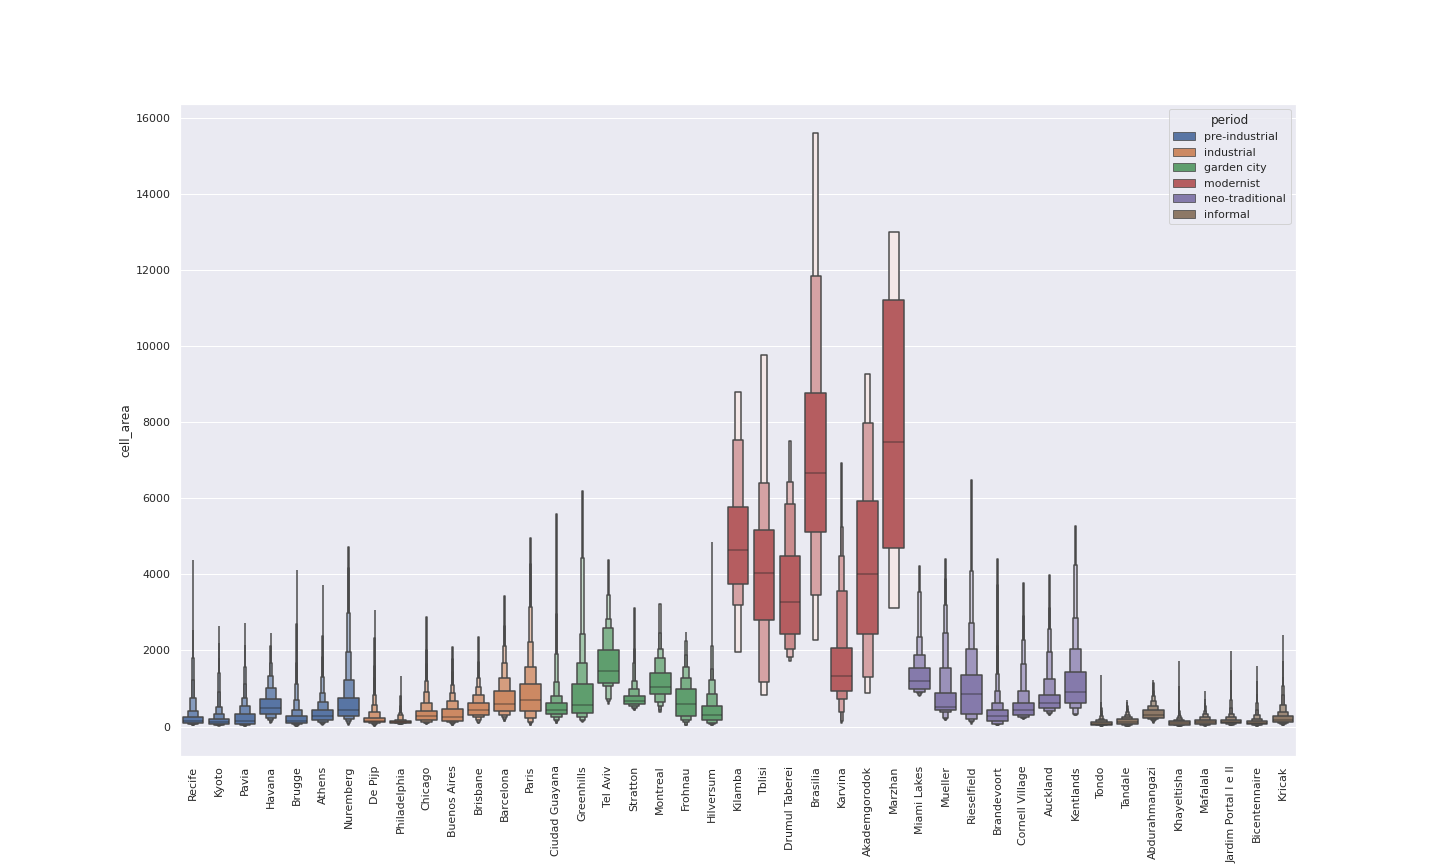 16000
14000
12000
10000
8000
6000
4000
2000
0
cell_area
period
pre-industrial
industrial
garden city
modernist
neo-traditional
informal
Recife
Kyoto
Pavia
Havana
Brugge
Athens
Nuremberg
De Pijp
Philadelphia
Chicago
Buenos Aires
Brisbane
Barcelona
Paris
Ciudad Guayana
Greenhills
Tel Aviv
Stratton
Montreal
Frohnau
Hilversum
Kilamba
Tblisi
Drumul Taberei
Brasilia
Karvina
Akademgorodok
Marzhan
Miami Lakes
Mueller
Rieselfield
Brandevoort
Cornell Village
Auckland
Kentlands
Tondo
Tandale
Abdurahmangazi
Khayeltisha
Mafalala
Jardim Portal I e II
Bicentennaire
Kricak